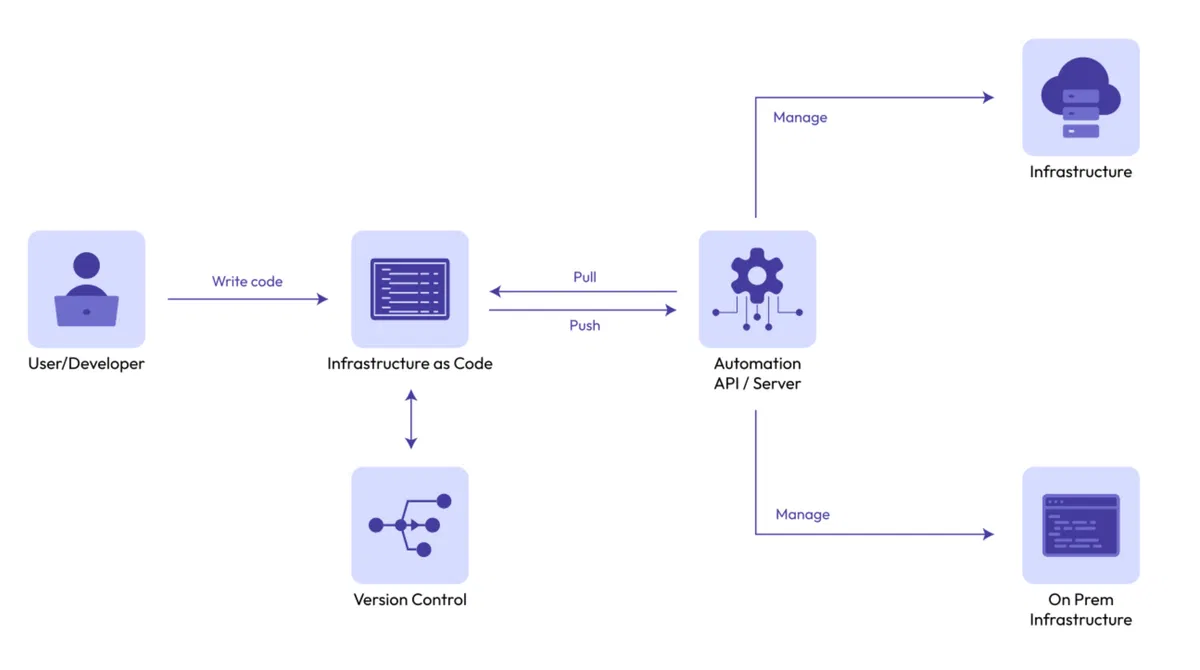 Manage
Infrastructure
Write code
Pull
Push
User/Developer
Infrastructure as Code
Automation
API / Server
Manage
Version Control
On Prem
Infrastructure